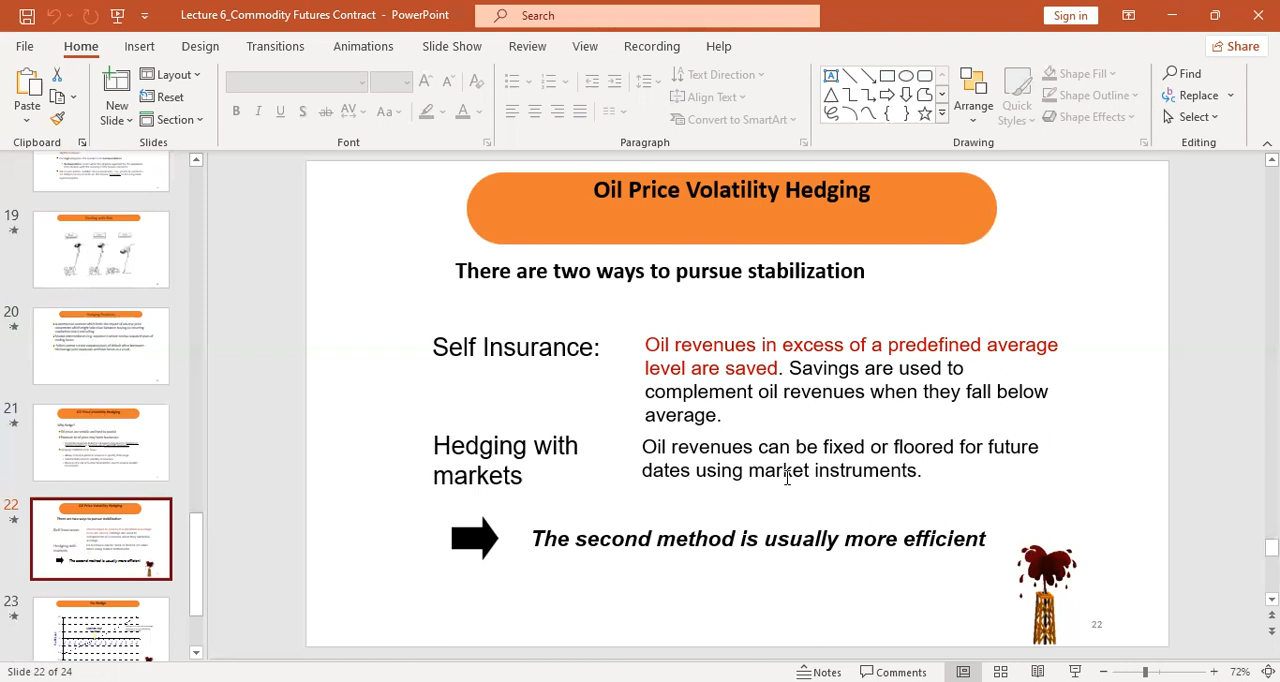 Lecture 6_Commodity Futures Contract - PowerPoint
Search
Sign in
File Home Insert Design Transitions Animations Slide Show Review View Recording Help
Share
Paste
New
Slide
Layout
Reset
Section
Text Direction
Align Text
Convert to SmartArt
Arrange
Quick
Styles
Shape Fill
Shape Outline
Shape Effects
Find
Replace
Select
Clipboard Slides Font Paragraph Drawing Editing
19
20
21
22
23
Oil Price Volatility Hedging
There are two ways to pursue stabilization
Self Insurance:
Oil revenues in excess of a predefined average
level are saved. Savings are used to
complement oil revenues when they fall below
average.
Hedging with
markets
Oil revenues can be fixed or floored for future
dates using market instruments.
The second method is usually more efficient
22
Slide 22 of 24
Notes
Comments
72%